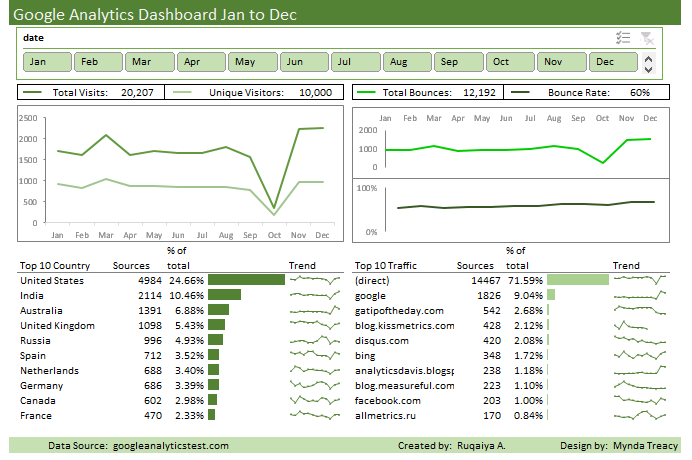 Google Analytics Dashboard Jan to Dec
date
Jan Feb Mar Apr May Jun Jul Aug Sep Oct Nov Dec
Total Visits: 20,207 Unique Visitors: 10,000 Total Bounces: 12,192 Bounce Rate: 60%
2500
2000
1500
1000
500
0
Jan Feb Mar Apr May Jun Jul Aug Sep Oct Nov Dec
Jan Feb Mar Apr May Jun Jul Aug Sep Oct Nov Dec
2000
1000
0
100%
0%
% of
Top 10 Country Sources total Trend
United States 4984 24.66%
India 2114 10.46%
Australia 1391 6.88%
United Kingdom 1098 5.43%
Russia 996 4.93%
Spain 712 3.52%
Netherlands 688 3.40%
Germany 686 3.39%
Canada 602 2.98%
France 470 2.33%
% of
Top 10 Traffic Sources total Trend
(direct) 14467 71.59%
google 1826 9.04%
gatipoftheday.com 542 2.68%
blog.kissmetrics.com 428 2.12%
disqus.com 420 2.08%
bing 348 1.72%
analyticsdavis.blogsp 238 1.18%
blog.measureful.com 223 1.10%
facebook.com 203 1.00%
allmetrics.ru 170 0.84%
Data Source: googleanalyticstest.com Created by: Ruqaiya A. Design by: Mynda Treacy